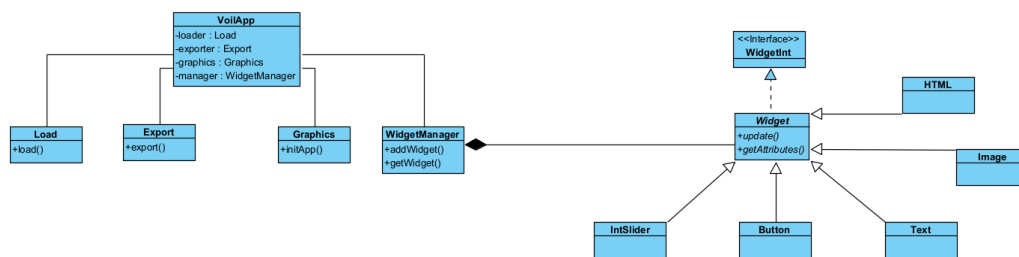 VoilApp
-loader : Load
-exporter : Export
-graphics : Graphics
-manager : WidgetManager
Load
+load()
Export
+export()
Graphics
+initApp()
WidgetManager
+addWidget()
+getWidget()
<<Interface>>
WidgetInt
Widget
+update()
+getAttributes()
HTML
Image
IntSlider
Button
Text